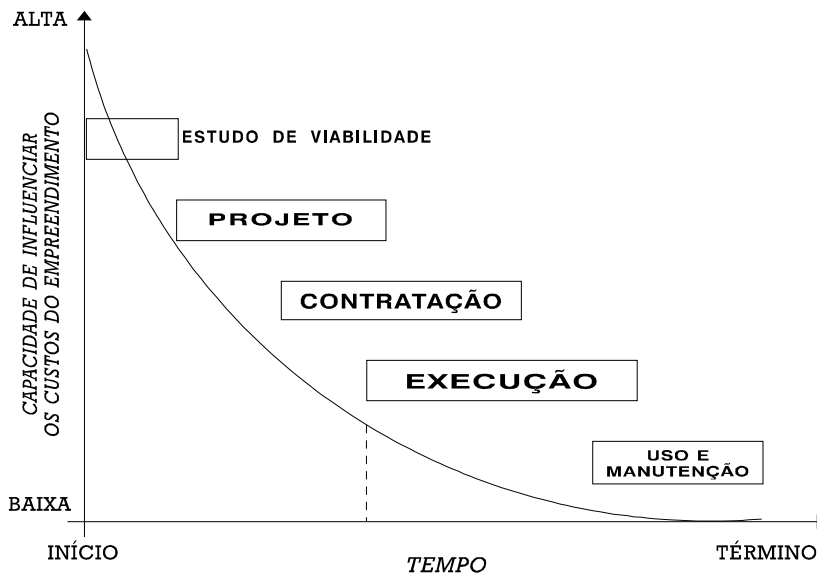 ALTA
CAPACIDADE DE INFLUENCIAR
OS CUSTOS DO EMPREENDIMENTO
ESTUDO DE VIABILIDADE
PROJETO
CONTRATAÇÃO
EXECUÇÃO
USO E
MANUTENÇÃO
BAIXA
INÍCIO
TEMPO
TÉRMINO